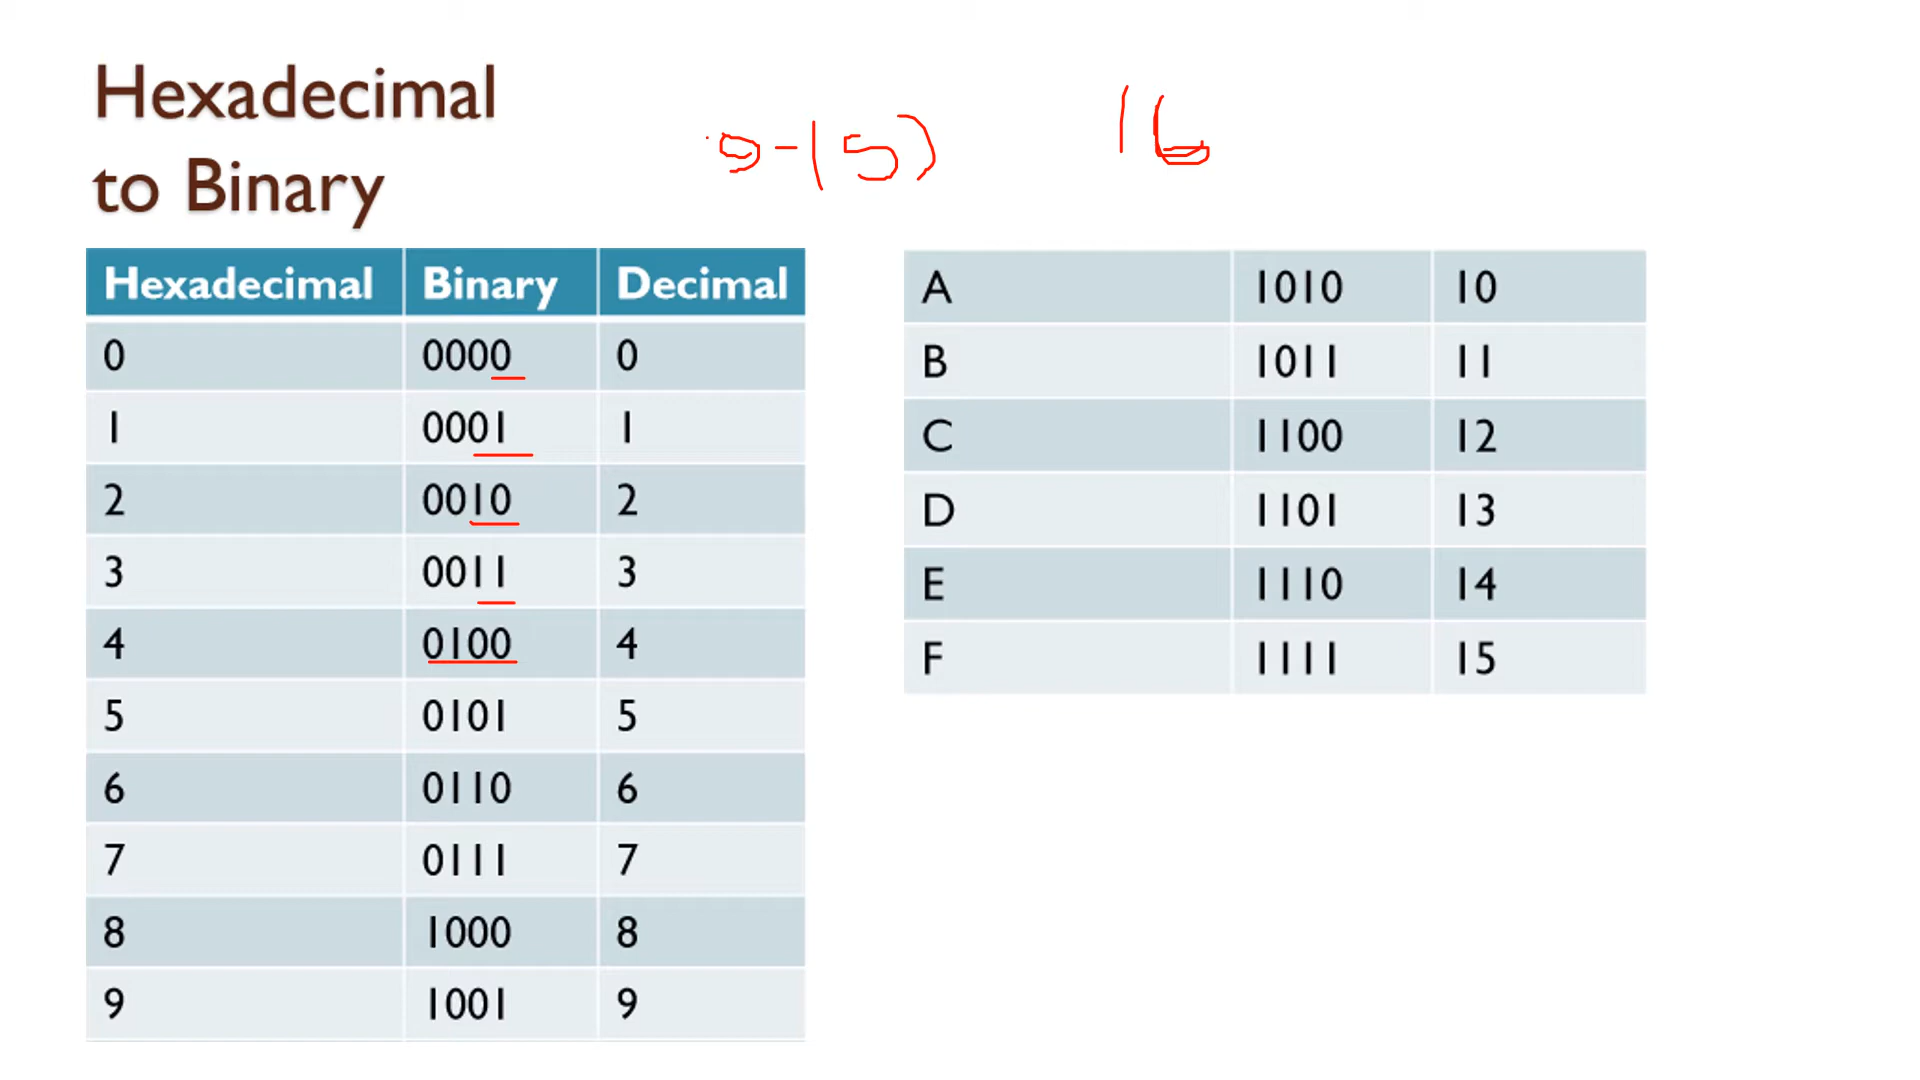 Hexadecimal
to Binary
-15) 16
Hexadecimal Binary Decimal
0 0000 0
1 0001 1
2 0010 2
3 0011 3
4 0100 4
5 0101 5
6 0110 6
7 0111 7
8 1000 8
9 1001 9
A 1010 10
B 1011 11
C 1100 12
D 1101 13
E 1110 14
F 1111 15